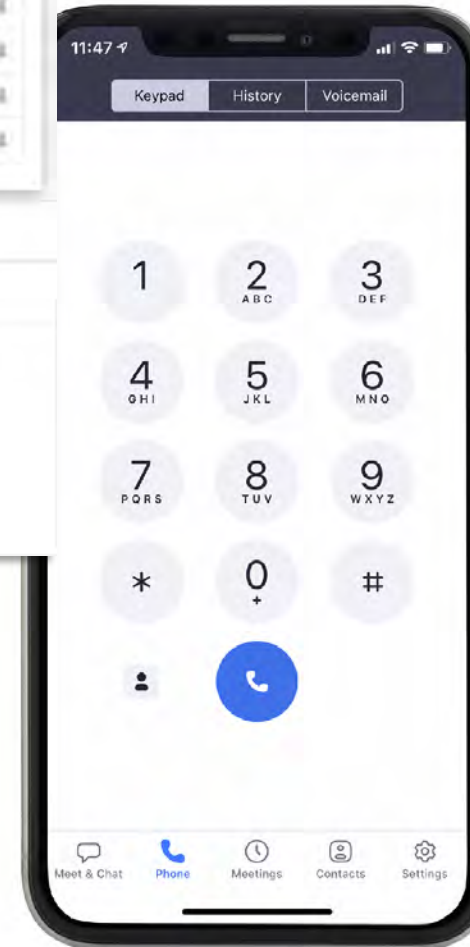 11:47
Keypad History Voicemail
1 2 3
ABC DEF
4 5 6
GHI JKL MNO
7 8 9
PQRS TUV WXYZ
* 0 #
+
Meet & Chat Phone Meetings Contacts Settings